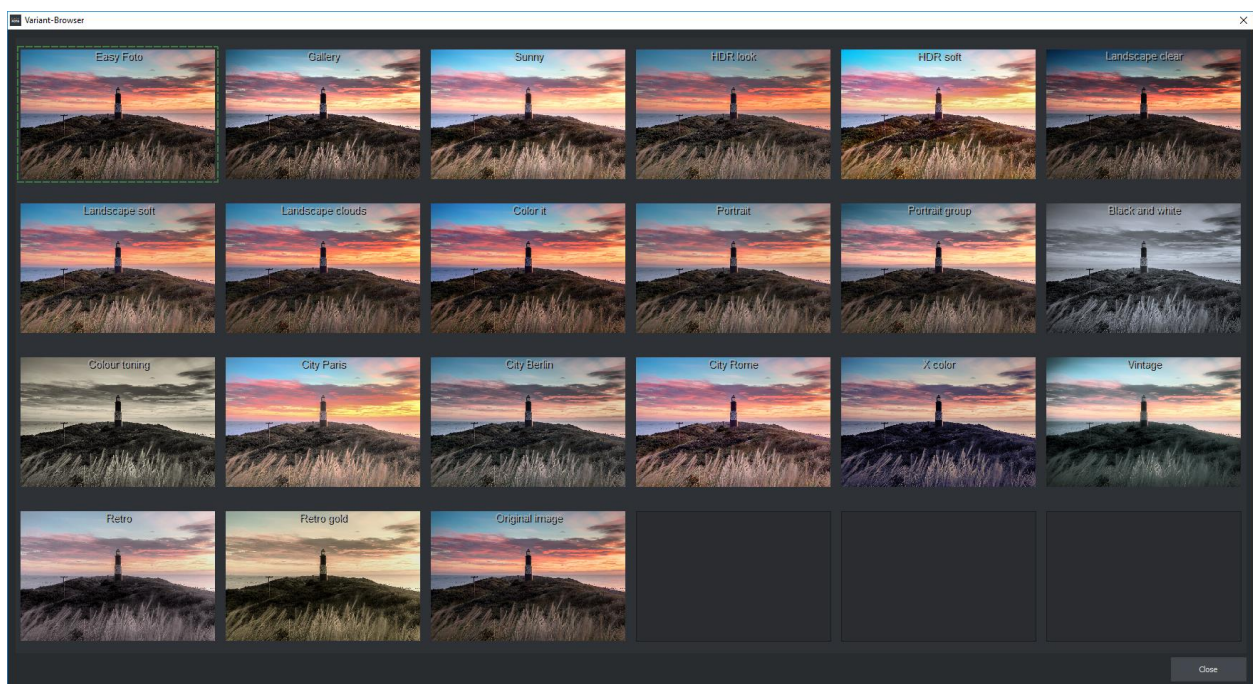 Variant-Browser
Easy Foto
Gallery
Sunny
HDR look
HDR soft
Landscape clear
Landscape soft
Landscape clouds
Color it
Portrait
Portrait group
Black and white
Colour toning
City Paris
City Berlin
City Rome
X color
Vintage
Retro
Retro gold
Original image
Close